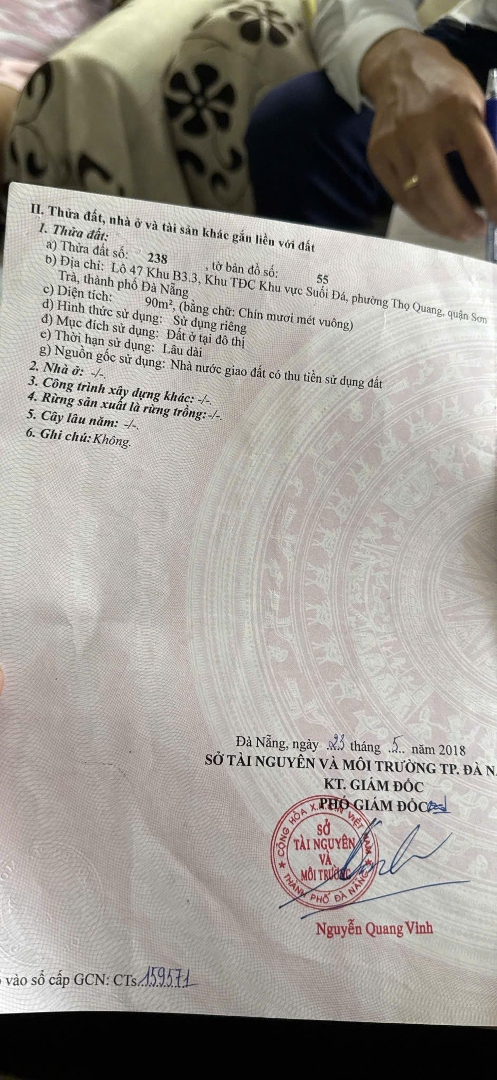 II. Thửa đất, nhà ở và tài sản khác gắn liền với đất
1. Thửa đất:
a) Thửa đất số: 238 , tờ bản đồ số: 55
b) Địa chỉ: Lô 47 Khu B3.3, Khu TĐC Khu vực Suối Đá, phường Thọ Quang, quận Sơn
Trà, thành phố Đà Nẵng
c) Diện tích: 90m², (bằng chữ: Chín mươi mét vuông)
d) Hình thức sử dụng: Sử dụng riêng
đ) Mục đích sử dụng: Đất ở tại đô thị
e) Thời hạn sử dụng: Lâu dài
g) Nguồn gốc sử dụng: Nhà nước giao đất có thu tiền sử dụng đất
2. Nhà ở: -/-.
3. Công trình xây dựng khác: -/-.
4. Rừng sản xuất là rừng trồng: -/-.
5. Cây lâu năm: -/-.
6. Ghi chú: Không.
Đà Nẵng, ngày 23 tháng 5 năm 2018
SỞ TÀI NGUYÊN VÀ MÔI TRƯỜNG TP. ĐÀ N
KT. GIÁM ĐỐC
PHÓ GIÁM ĐỐC
SỞ
TÀI NGUYÊN
VÀ
MÔI TRƯỜNG
THÀNH PHỐ ĐÀ NẴNG
Nguyễn Quang Vinh
vào sổ cấp GCN: CTs 159571